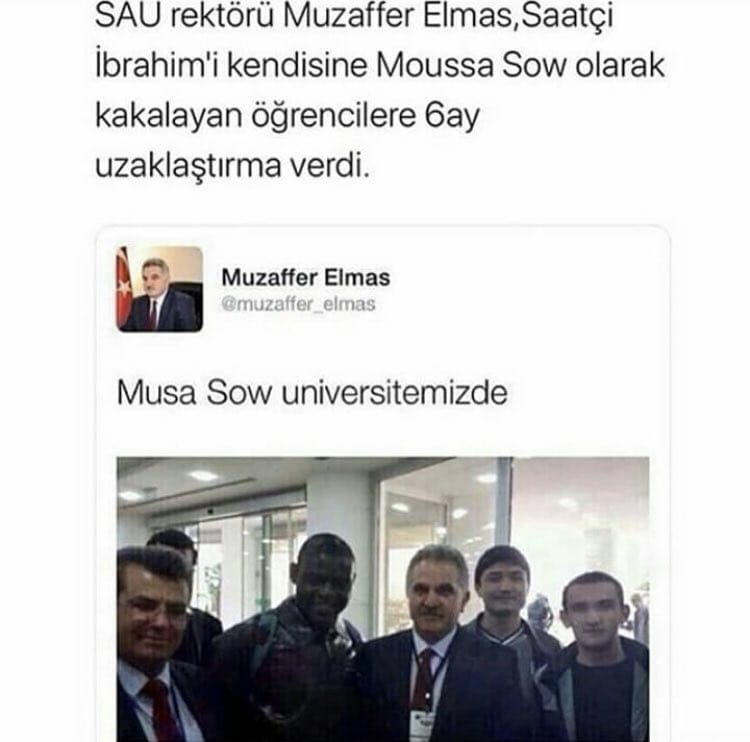 SAU rektörü Muzaffer Elmas,Saatçi
İbrahim'i kendisine Moussa Sow olarak
kakalayan öğrencilere 6ay
uzaklaştırma verdi.
Muzaffer Elmas
@muzaffer_elmas
Musa Sow universitemizde